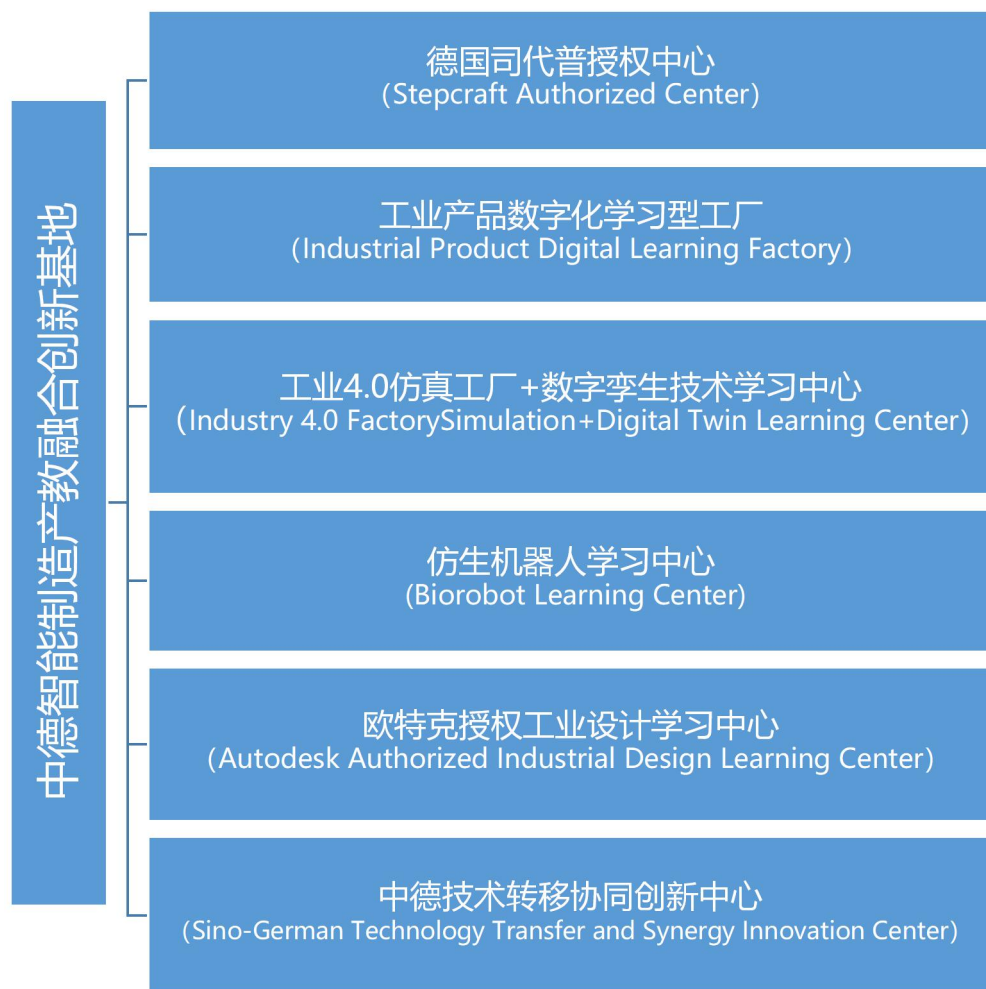 中德智能制造产教融合创新基地
德国司代普授权中心
（Stepcraft Authorized Center）
工业产品数字化学习型工厂
（Industrial Product Digital Learning Factory）
工业4.0仿真工厂+数字孪生技术学习中心
（Industry 4.0 FactorySimulation+Digital Twin Learning Center）
仿生机器人学习中心
(Biorobot Learning Center)
欧特克授权工业设计学习中心
（Autodesk Authorized Industrial Design Learning Center）
中德技术转移协同创新中心
（Sino-German Technology Transfer and Synergy Innovation Center）